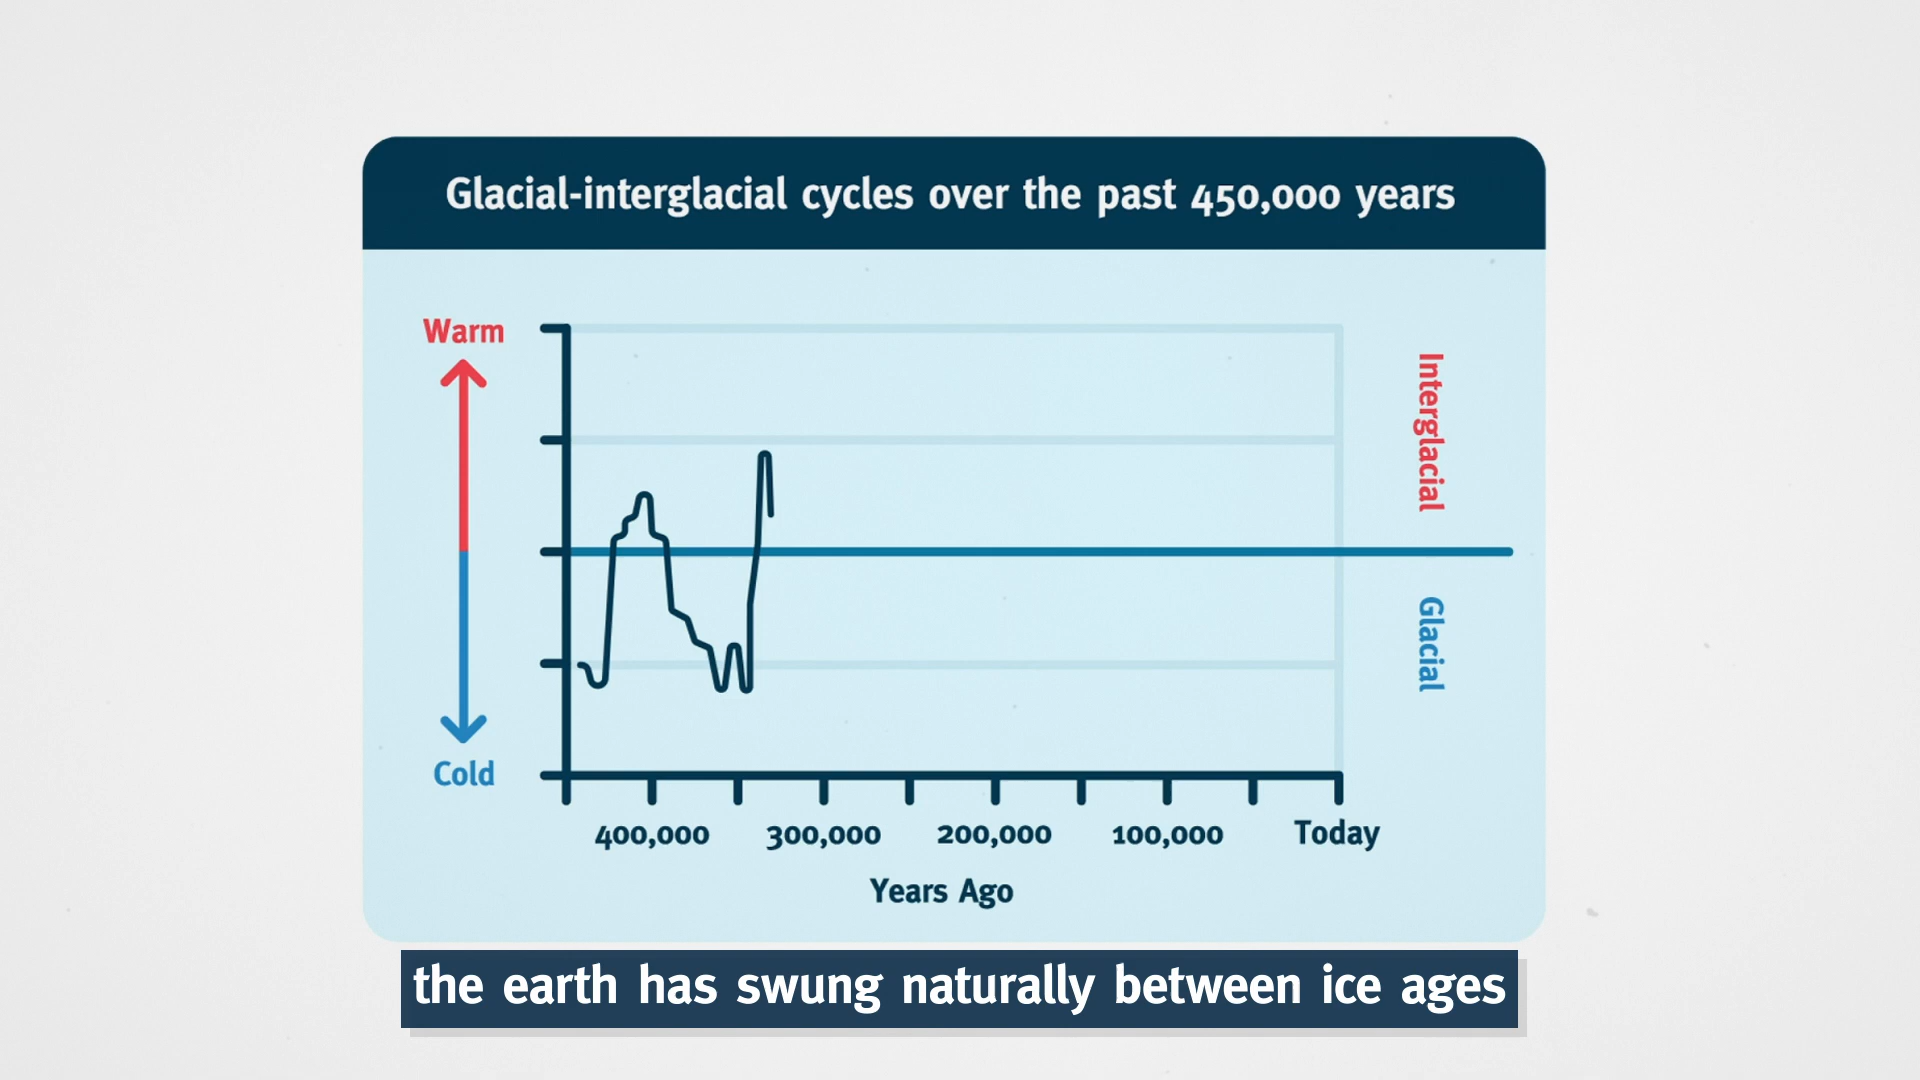 Glacial-interglacial cycles over the past 450,000 years
Warm
Interglacial
Glacial
Cold
400,000 300,000 200,000 100,000 Today
Years Ago
the earth has swung naturally between ice ages